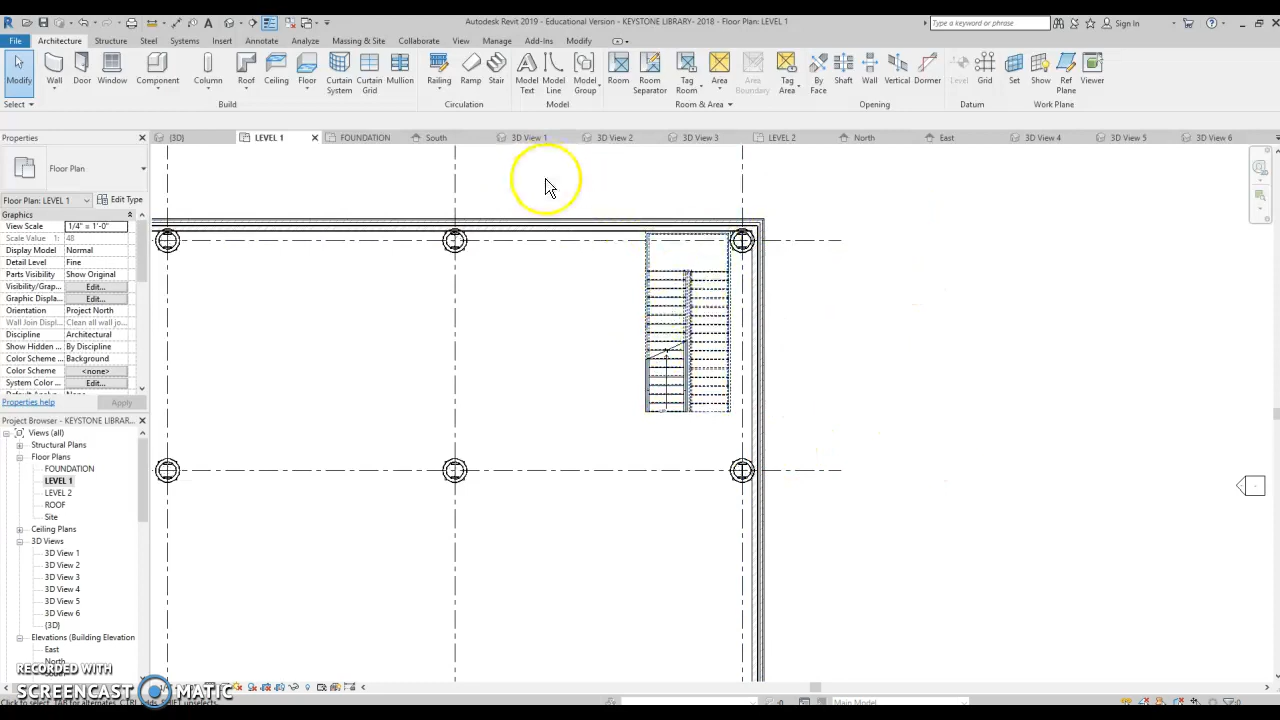 Autodesk Revit 2019 - Educational Version - KEYSTONE LIBRARY- 2018 - Floor Plan: LEVEL 1
Type a keyword or phrase
Sign In
File Architecture Structure Steel Systems Insert Annotate Analyze Massing & Site Collaborate View Manage Add-Ins Modify
Modify Wall Door Window Component Column Roof Ceiling Floor Curtain System Curtain Grid Mullion Railing Ramp Stair Model Text Model Line Model Group Room Room Separator Tag Room Area Area Boundary Tag Area By Face Shaft Wall Vertical Dormer Level Grid Set Show Ref Plane Viewer
Select Build Circulation Model Room & Area Opening Datum Work Plane
Properties
(3D) LEVEL 1 FOUNDATION South 3D View 1 3D View 2 3D View 3 LEVEL 2 North East 3D View 4 3D View 5 3D View 6
Floor Plan
Floor Plan: LEVEL 1 Edit Type
Graphics
View Scale 1/4" = 1'-0"
Scale Value 1: 48
Display Model Normal
Detail Level Fine
Parts Visibility Show Original
Visibility/Grap... Edit...
Graphic Displa... Edit...
Orientation Project North
Wall Join Displ... Clean all wall jo...
Discipline Architectural
Show Hidden ... By Discipline
Color Scheme ... Background
Color Scheme <none>
System Color ... Edit...
Properties help Apply
Project Browser - KEYSTONE LIBRAR...
Views (all)
Structural Plans
Floor Plans
FOUNDATION
LEVEL 1
LEVEL 2
ROOF
Site
Ceiling Plans
3D Views
3D View 1
3D View 2
3D View 3
3D View 4
3D View 5
3D View 6
{3D}
Elevations (Building Elevation
East
North
RECORDED WITH
SCREENCAST MATIC
Main Model